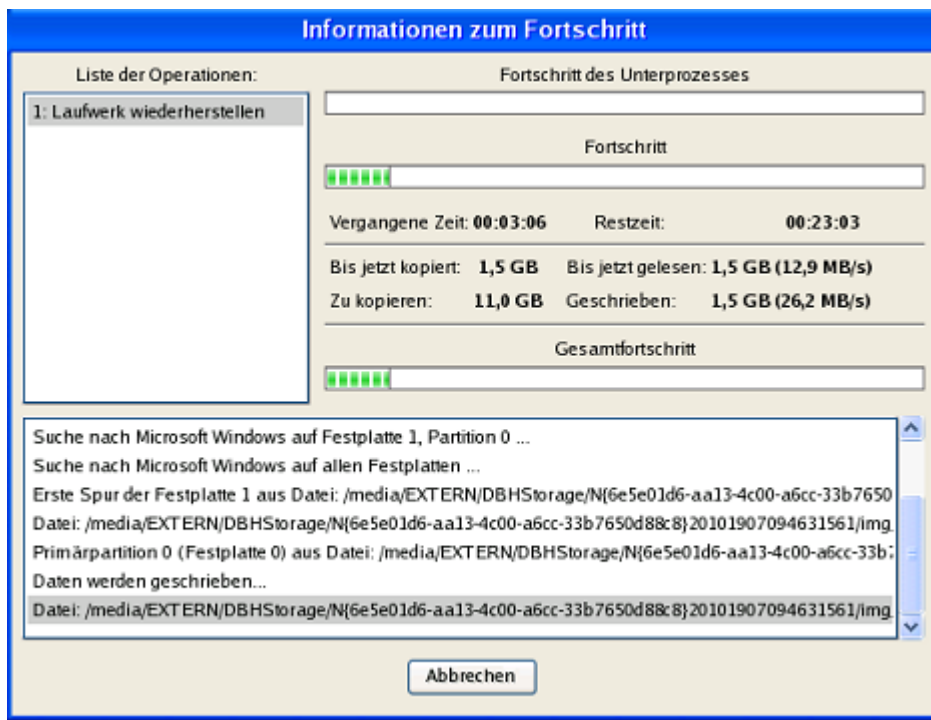 Informationen zum Fortschritt
Liste der Operationen:
1: Laufwerk wiederherstellen
Fortschritt des Unterprozesses
Fortschritt
Vergangene Zeit: 00:03:06 Restzeit: 00:23:03
Bis jetzt kopiert: 1,5 GB Bis jetzt gelesen: 1,5 GB (12,9 MB/s)
Zu kopieren: 11,0 GB Geschrieben: 1,5 GB (26,2 MB/s)
Gesamtfortschritt
Suche nach Microsoft Windows auf Festplatte 1, Partition 0 ...
Suche nach Microsoft Windows auf allen Festplatten ...
Erste Spur der Festplatte 1 aus Datei: /media/EXTERN/DBHStorage/N{6e5e01d6-aa13-4c00-a6cc-33b7650
Datei: /media/EXTERN/DBHStorage/N{6e5e01d6-aa13-4c00-a6cc-33b7650d88c8}20101907094631561/img_
Primärpartition 0 (Festplatte 0) aus Datei: /media/EXTERN/DBHStorage/N{6e5e01d6-aa13-4c00-a6cc-33b7
Daten werden geschrieben...
Datei: /media/EXTERN/DBHStorage/N{6e5e01d6-aa13-4c00-a6cc-33b7650d88c8}20101907094631561/img_
Abbrechen